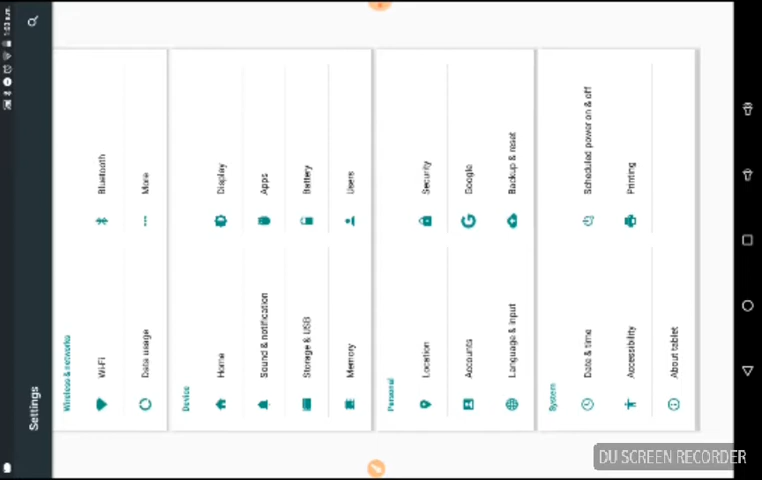 1:03 a.m.
Settings
Wireless & networks
Wi-Fi
Bluetooth
Data usage
More
Device
Home
Display
Sound & notification
Apps
Storage & USB
Battery
Memory
Users
Personal
Location
Security
Accounts
Google
Language & input
Backup & reset
System
Date & time
Scheduled power on & off
Accessibility
Printing
About tablet
DU SCREEN RECORDER